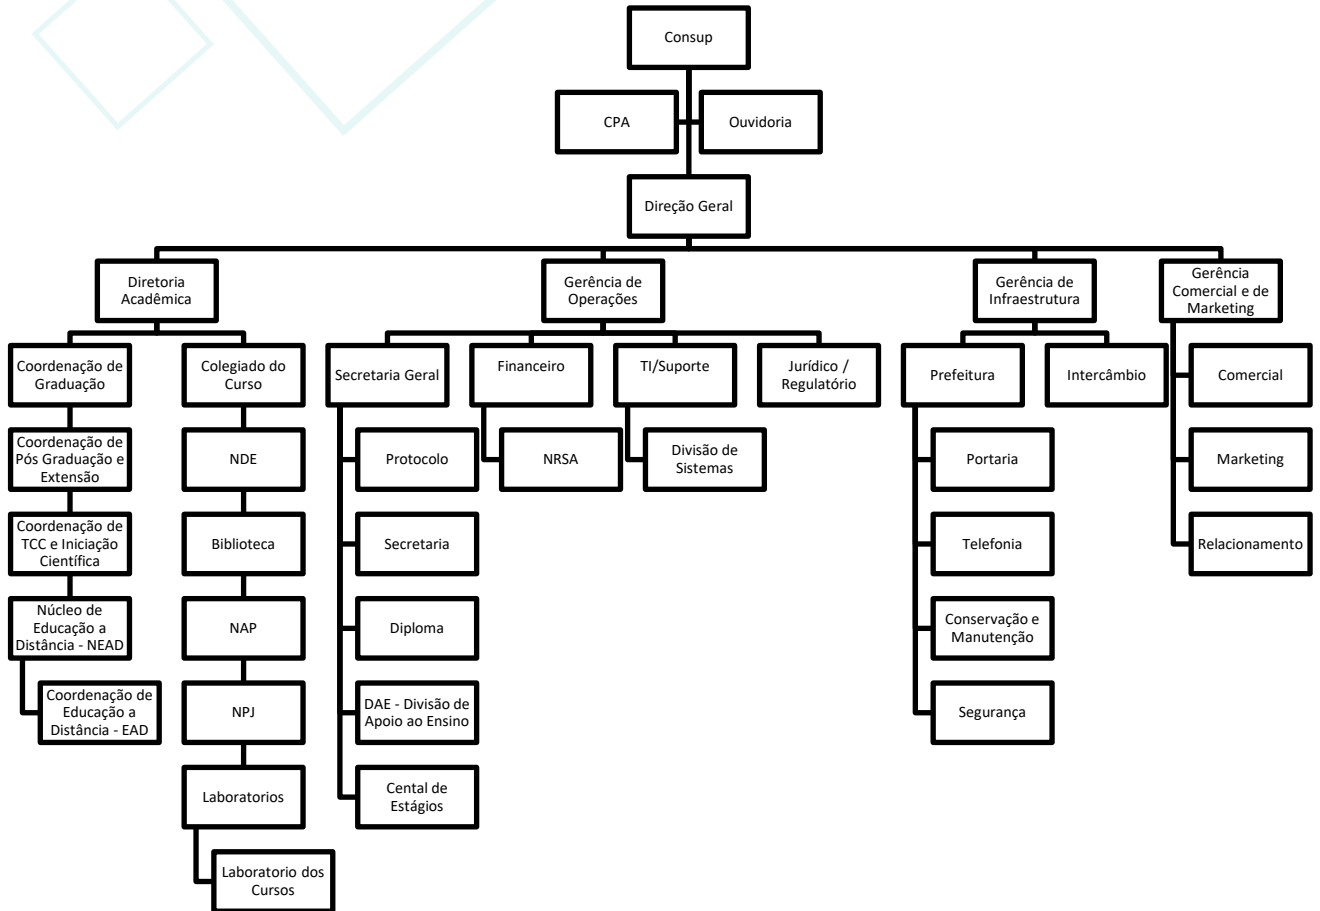 Consup
CPA
Ouvidoria
Direção Geral
Diretoria
Acadêmica
Gerência de
Operações
Gerência de
Infraestrutura
Gerência
Comercial e de
Marketing
Coordenação de
Graduação
Colegiado do
Curso
Secretaria Geral
Financeiro
TI/Suporte
Jurídico /
Regulatório
Prefeitura
Intercâmbio
Comercial
Coordenação de
Pós Graduação e
Extensão
NDE
Protocolo
NRSA
Divisão de
Sistemas
Portaria
Marketing
Coordenação de
TCC e Iniciação
Científica
Biblioteca
Secretaria
Telefonia
Relacionamento
Núcleo de
Educação a
Distância - NEAD
NAP
Diploma
Conservação e
Manutenção
Coordenação de
Educação a
Distância - EAD
NPJ
DAE - Divisão de
Apoio ao Ensino
Segurança
Laboratorios
Cental de
Estágios
Laboratorio dos
Cursos